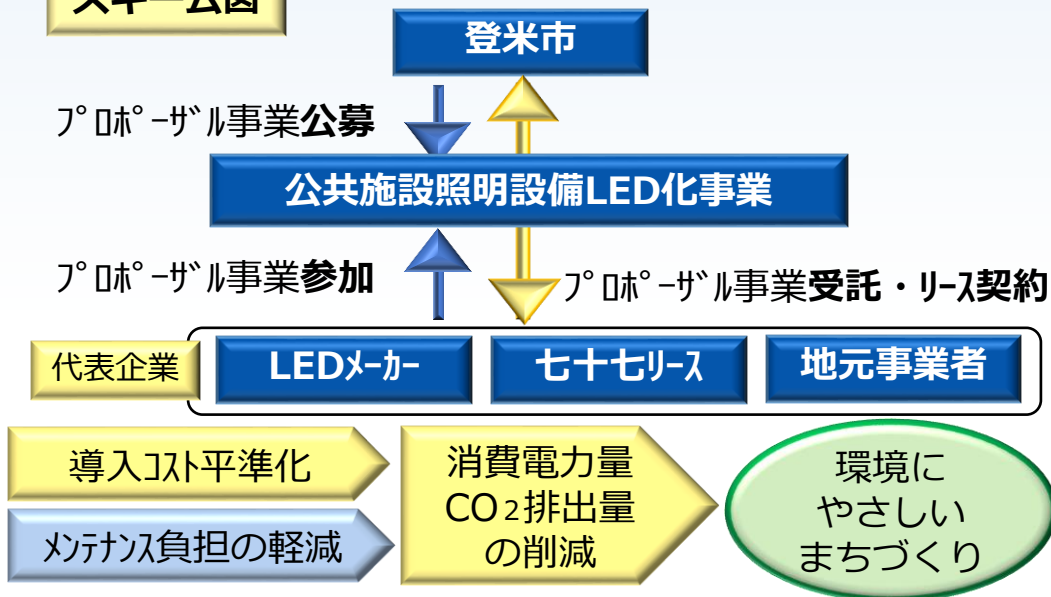 スキーム図
登米市
ﾌﾟﾛﾎﾟｰｻﾞﾙ事業公募
公共施設照明設備LED化事業
ﾌﾟﾛﾎﾟｰｻﾞﾙ事業参加
ﾌﾟﾛﾎﾟｰｻﾞﾙ事業受託・ﾘｰｽ契約
代表企業
LEDﾒｰｶｰ
七十七ﾘｰｽ
地元事業者
導入ｺｽﾄ平準化
ﾒﾝﾃﾅﾝｽ負担の軽減
消費電力量
CO2排出量
の削減
環境に
やさしい
まちづくり